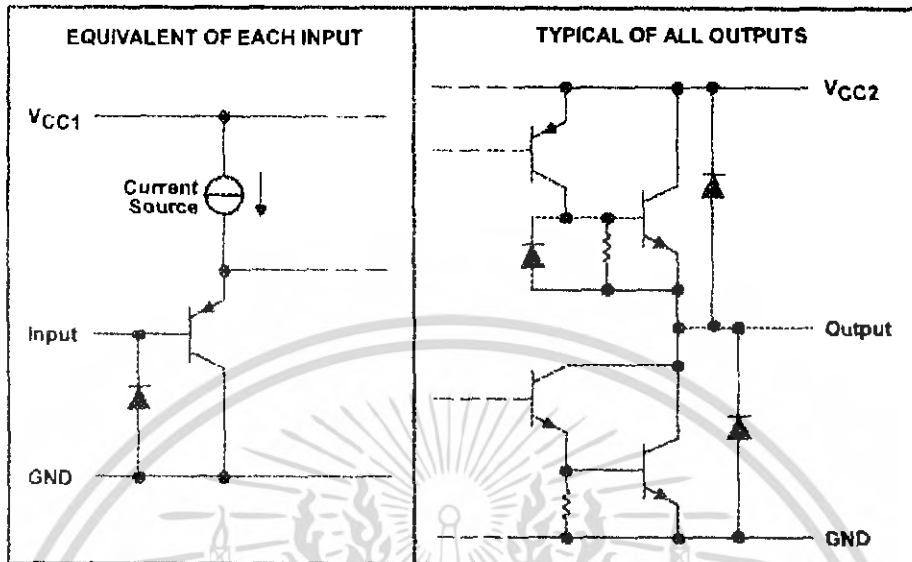 EQUIVALENT OF EACH INPUT
VCC1
Current
Source
Input
GND
TYPICAL OF ALL OUTPUTS
VCC2
Output
GND